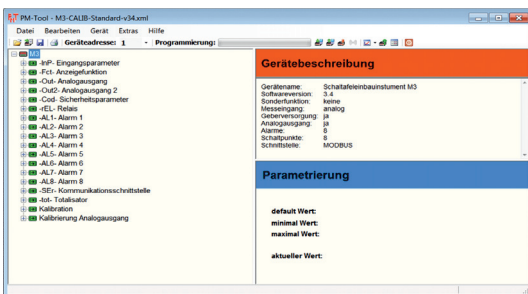 PM-Tool - M3-CALIB-Standard-v34.xml
Datei Bearbeiten Gerät Extras Hilfe
Geräteadresse: 1 - Programmierung:
M3
-InP- Eingangsparameter
-Fct- Anzeigefunktion
-Out- Analogausgang
-Out2- Analogausgang 2
-Cod- Sicherheitsparameter
-rEL- Relais
-AL1- Alarm 1
-AL2- Alarm 2
-AL3- Alarm 3
-AL4- Alarm 4
-AL5- Alarm 5
-AL6- Alarm 6
-AL7- Alarm 7
-AL8- Alarm 8
-SEr- Kommunikationsschnittstelle
-tot- Totalisator
Kalibration
Kalibrierung Analogausgang
Gerätebeschreibung
Gerätename: Schaltafeleinbauinstument M3
Softwareversion: 3.4
Sonderfunktion: keine
Messeingang: analog
Geberversorgung: ja
Analogausgang: ja
Alarme: 8
Schaltpunkte: 8
Schnittstelle: MODBUS
Parametrierung
default Wert:
minimal Wert:
maximal Wert:
aktueller Wert: